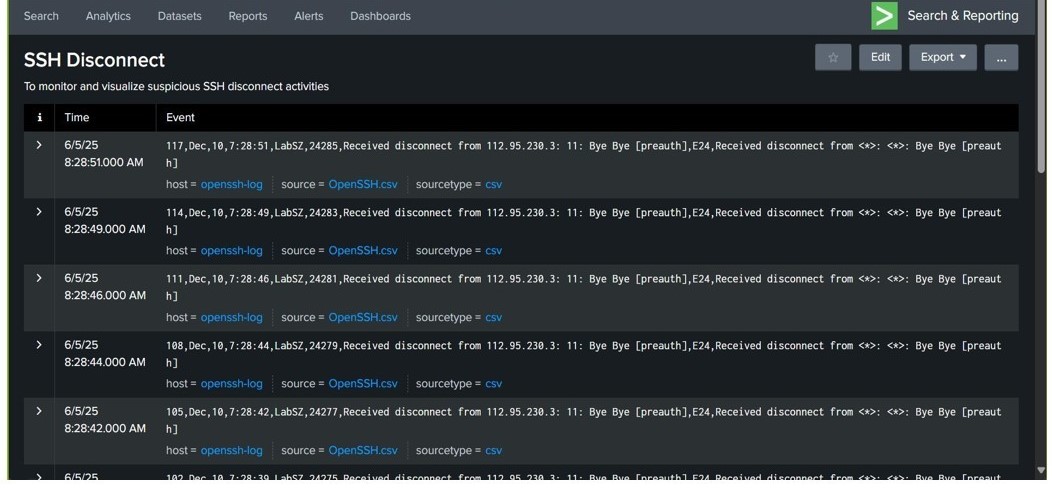 Search Analytics Datasets Reports Alerts Dashboards Search & Reporting
SSH Disconnect
Edit Export ...
To monitor and visualize suspicious SSH disconnect activities
i Time Event
6/5/25
8:28:51.000 AM
117,Dec,10,7:28:51,LabSZ,24285,Received disconnect from 112.95.230.3: 11: Bye Bye [preauth],E24,Received disconnect from <*>: <*>: Bye Bye [preaut
h]
host = openssh-log source = OpenSSH.csv sourcetype = csv
6/5/25
8:28:49.000 AM
114,Dec,10,7:28:49,LabSZ,24283,Received disconnect from 112.95.230.3: 11: Bye Bye [preauth],E24,Received disconnect from <*>: <*>: Bye Bye [preaut
h]
host = openssh-log source = OpenSSH.csv sourcetype = csv
6/5/25
8:28:46.000 AM
111,Dec,10,7:28:46,LabSZ,24281,Received disconnect from 112.95.230.3: 11: Bye Bye [preauth],E24,Received disconnect from <*>: <*>: Bye Bye [preaut
h]
host = openssh-log source = OpenSSH.csv sourcetype = csv
6/5/25
8:28:44.000 AM
108,Dec,10,7:28:44,LabSZ,24279,Received disconnect from 112.95.230.3: 11: Bye Bye [preauth],E24,Received disconnect from <*>: <*>: Bye Bye [preaut
h]
host = openssh-log source = OpenSSH.csv sourcetype = csv
6/5/25
8:28:42.000 AM
105,Dec,10,7:28:42,LabSZ,24277,Received disconnect from 112.95.230.3: 11: Bye Bye [preauth],E24,Received disconnect from <*>: <*>: Bye Bye [preaut
h]
host = openssh-log source = OpenSSH.csv sourcetype = csv
6/5/25
102,Dec,10,7:28:39,LabSZ,24275,Received disconnect from 112.95.230.3: 11: Bye Bye [preauth],E24,Received disconnect from <*>: <*>: Bye Bye [preaut